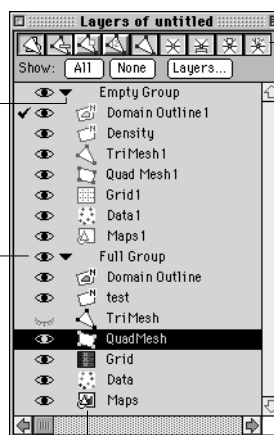 Layers of untitled
Show: All None Layers...
Empty Group
N Domain Outline1
N Density
TriMesh1
Quad Mesh1
Grid1
Data1
Maps1
Full Group
N Domain Outline
N test
TriMesh
QuadMesh
Grid
Data
Maps